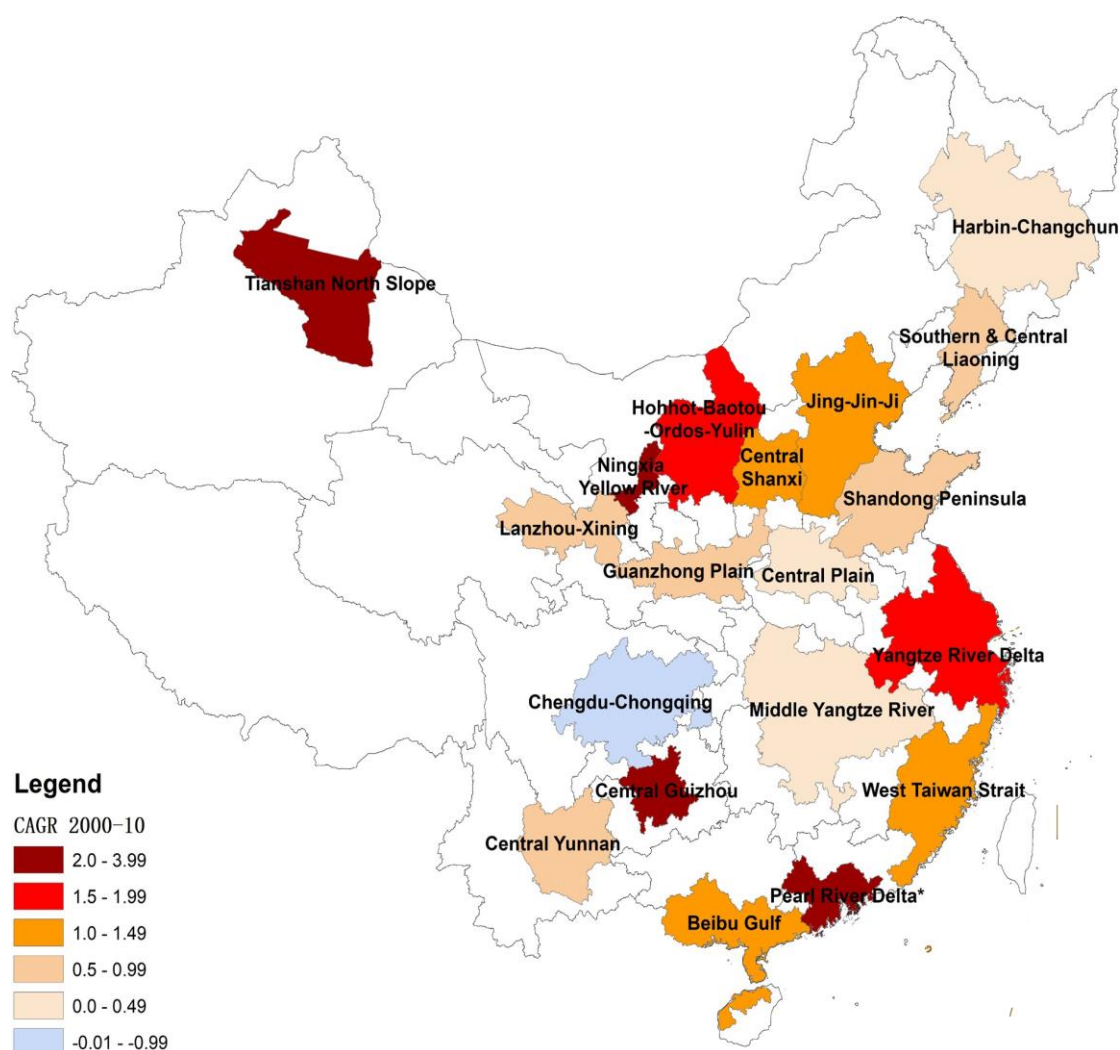 Harbin-Changchun
Tianshan North Slope
Southern & Central
Liaoning
Hohhot-Baotou
-Ordos-Yulin
Jing-Jin-Ji
Central
Shanxi
Ningxia
Yellow River
Shandong Peninsula
Lanzhou-Xining
Guanzhong Plain
Central Plain
Yangtze River Delta
Chengdu-Chongqing
Middle Yangtze River
Central Guizhou
West Taiwan Strait
Central Yunnan
Pearl River Delta*
Beibu Gulf
Legend
CAGR 2000-10
2.0 - 3.99
1.5 - 1.99
1.0 - 1.49
0.5 - 0.99
0.0 - 0.49
-0.01 - -0.99